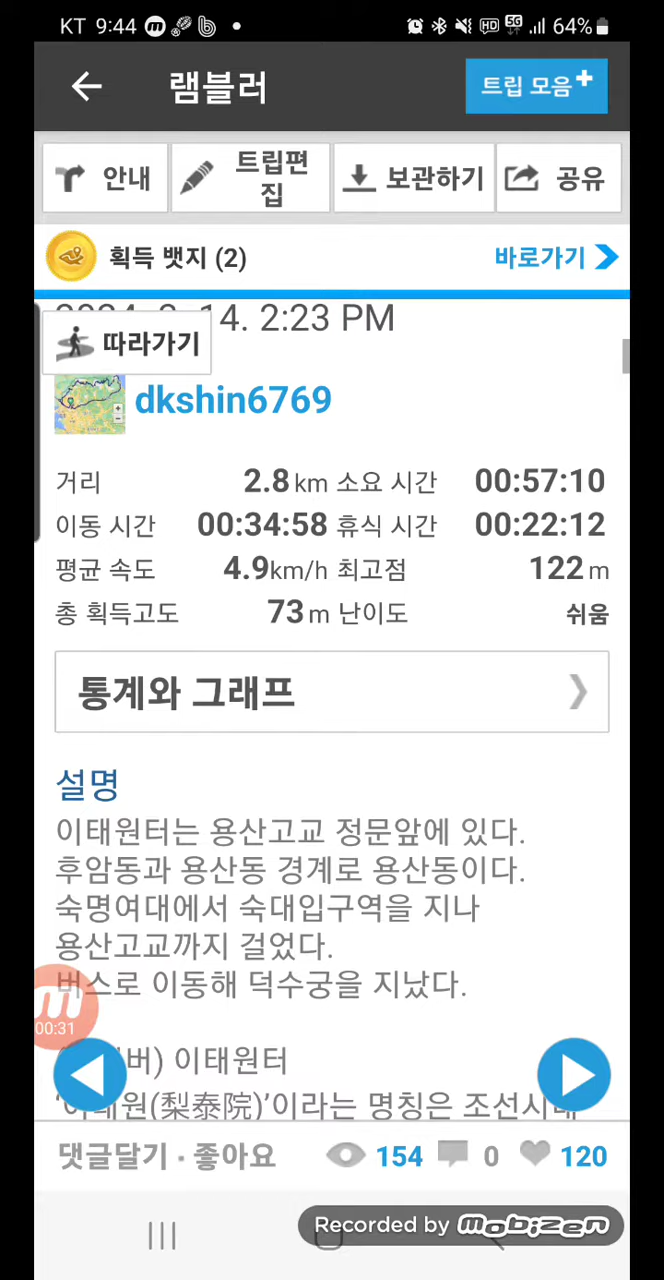 KT 9:44
HD 5G 64%
램블러
트립 모음+
안내
트립편집
보관하기
공유
획득 뱃지 (2)
바로가기
14. 2:23 PM
따라가기
dkshin6769
거리 2.8 km 소요 시간 00:57:10
이동 시간 00:34:58 휴식 시간 00:22:12
평균 속도 4.9km/h 최고점 122 m
총 획득고도 73 m 난이도 쉬움
통계와 그래프
설명
이태원터는 용산고교 정문앞에 있다.
후암동과 용산동 경계로 용산동이다.
숙명여대에서 숙대입구역을 지나
용산고교까지 걸었다.
버스로 이동해 덕수궁을 지났다.
00:31
버) 이태원터
‘이태원(梨泰院)’이라는 명칭은 조선시대
댓글달기 · 좋아요 154 0 120
Recorded by mobizen